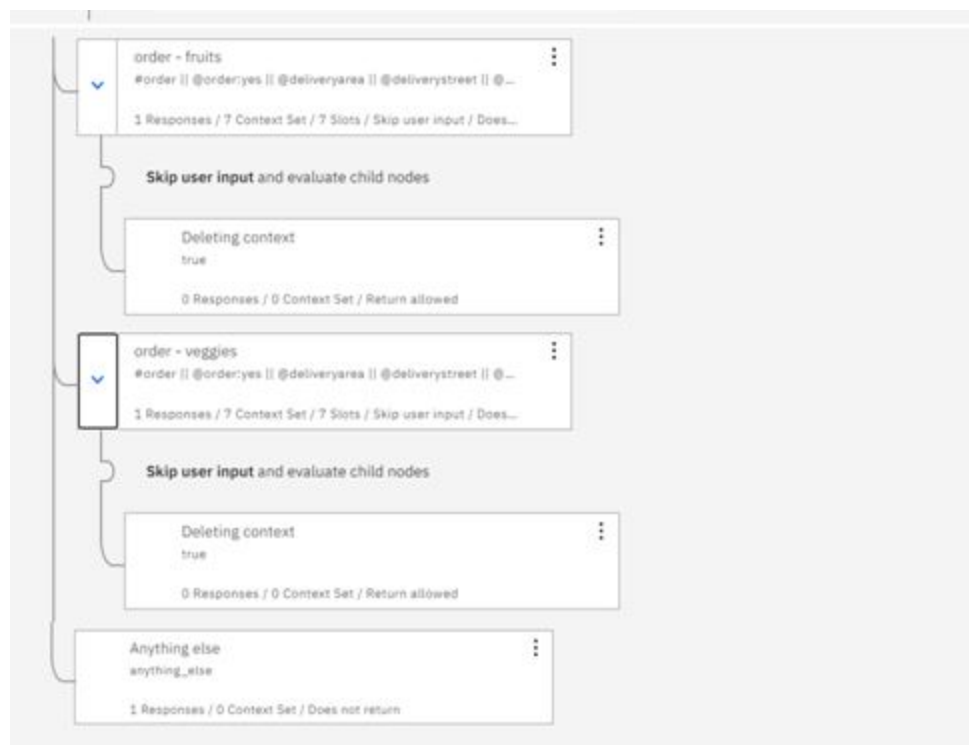 order - fruits
#order || @order:yes || @deliveryarea || @deliverystreet || @...
1 Responses / 7 Context Set / 7 Slots / Skip user input / Does...
Skip user input and evaluate child nodes
Deleting context
true
0 Responses / 0 Context Set / Return allowed
order - veggies
#order || @order:yes || @deliveryarea || @deliverystreet || @...
1 Responses / 7 Context Set / 7 Slots / Skip user input / Does...
Skip user input and evaluate child nodes
Deleting context
true
0 Responses / 0 Context Set / Return allowed
Anything else
anything_else
1 Responses / 0 Context Set / Does not return